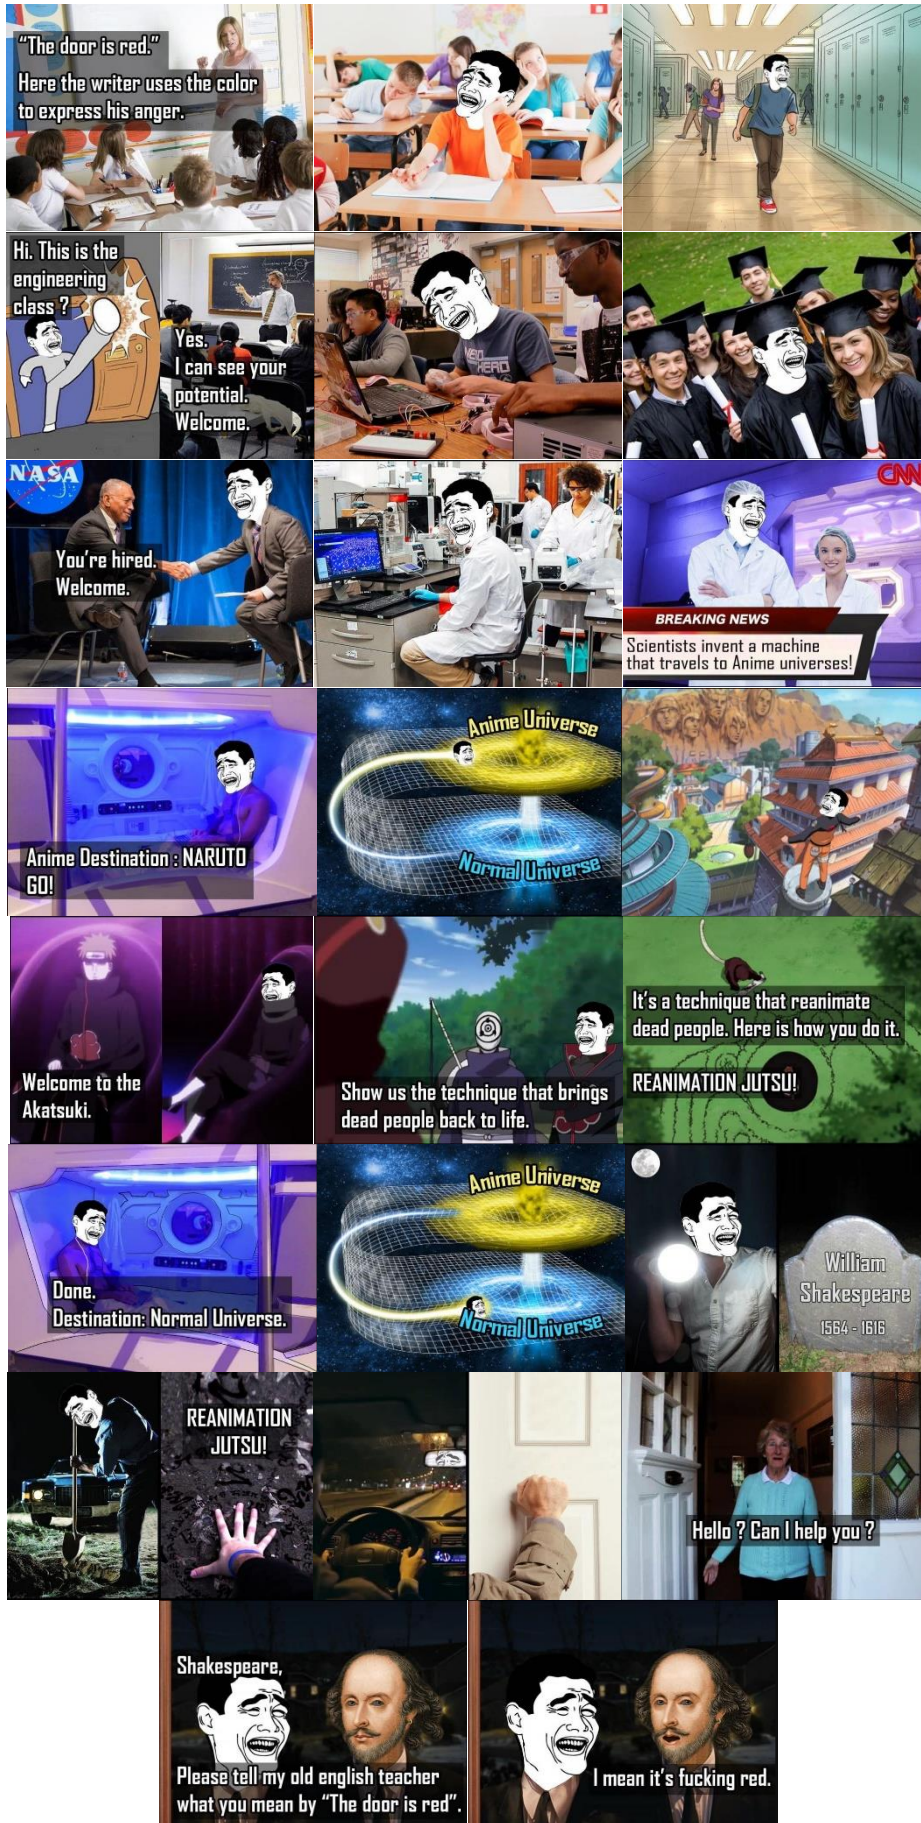 “The door is red.”
Here the writer uses the color
to express his anger.
Hi. This is the
engineering
class ?
Yes.
I can see your
potential.
Welcome.
HERO
NASA
You're hired.
Welcome.
CNN
BREAKING NEWS
Scientists invent a machine
that travels to Anime universes!
Anime Destination : NARUTO
GO!
Anime Universe
Normal Universe
Welcome to the
Akatsuki.
Show us the technique that brings
dead people back to life.
It's a technique that reanimate
dead people. Here is how you do it.
REANIMATION JUTSU!
Done.
Destination: Normal Universe.
Anime Universe
Normal Universe
William
Shakespeare
1564 - 1616
REANIMATION
JUTSU!
Hello ? Can I help you ?
Shakespeare,
Please tell my old english teacher
what you mean by “The door is red”.
I mean it's fucking red.